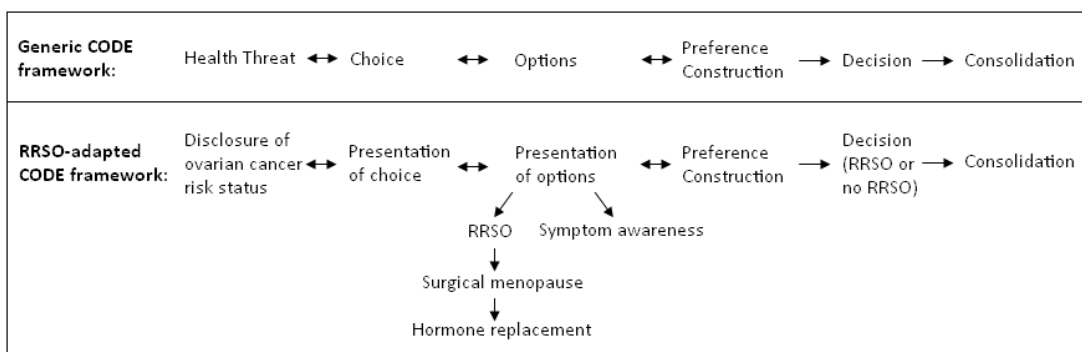 Generic CODE
framework:
Health Threat
Choice
Options
Preference
Construction
Decision
Consolidation
RRSO-adapted
CODE framework:
Disclosure of
ovarian cancer
risk status
Presentation
of choice
Presentation
of options
Preference
Construction
Decision
(RRSO or
no RRSO)
Consolidation
RRSO
Symptom awareness
Surgical menopause
Hormone replacement